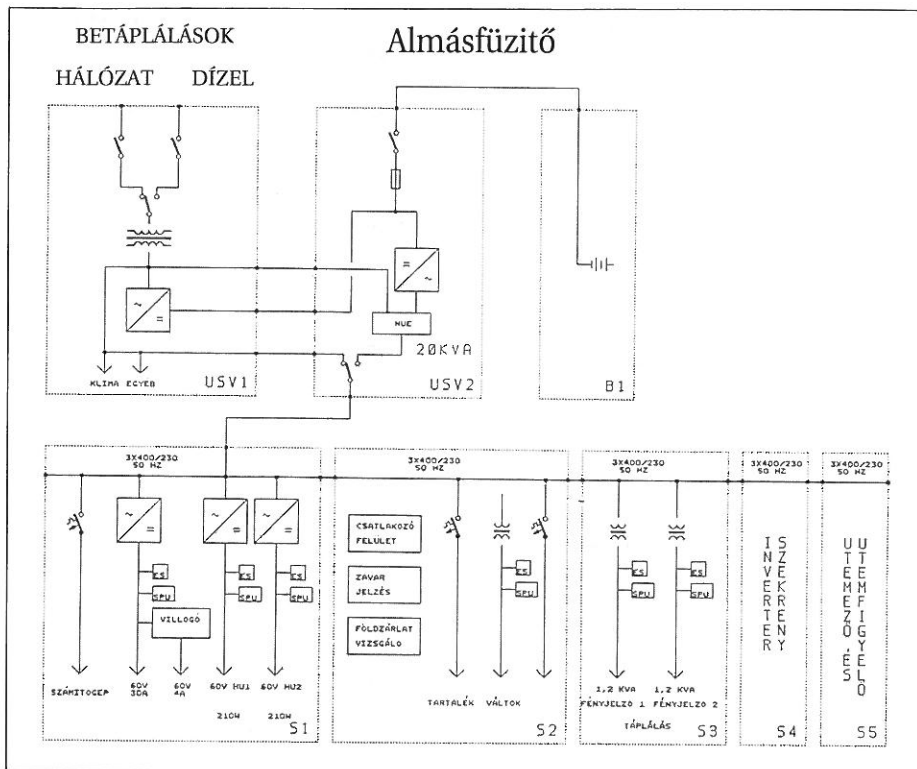 BETÁPLÁLÁSOK
Almásfüzitő
HÁLÓZAT
DÍZEL
~
=
=
~
NUE
20KVA
KLIMA EGYEB
USV1
USV2
B1
3X400/230
50 HZ
3X400/230
50 HZ
3X400/230
50 HZ
3X400/230
50 HZ
3X400/230
50 HZ
~
=
~
=
~
=
ES
SPU
ES
SPU
ES
SPU
VILLOGÓ
CSATLAKOZÓ
FELULET
ZAVAR
JELZÉS
FÖLDZÁRLAT
VIZSGÁLO
ES
SPU
ES
SPU
ES
SPU
INVERTER
SZEKRENY
UTEMEZŐ ÉS
UTEMFIGYELŐ
SZÁMITOGEP
60V
30A
60V
4A
60V HU1
210W
60V HU2
210W
S1
TARTALÉK VÁLTOK
S2
1,2 KVA
FÉNYJELZŐ 1
1,2 KVA
FÉNYJELZŐ 2
TÁPLÁLÁS
S3
S4
S5